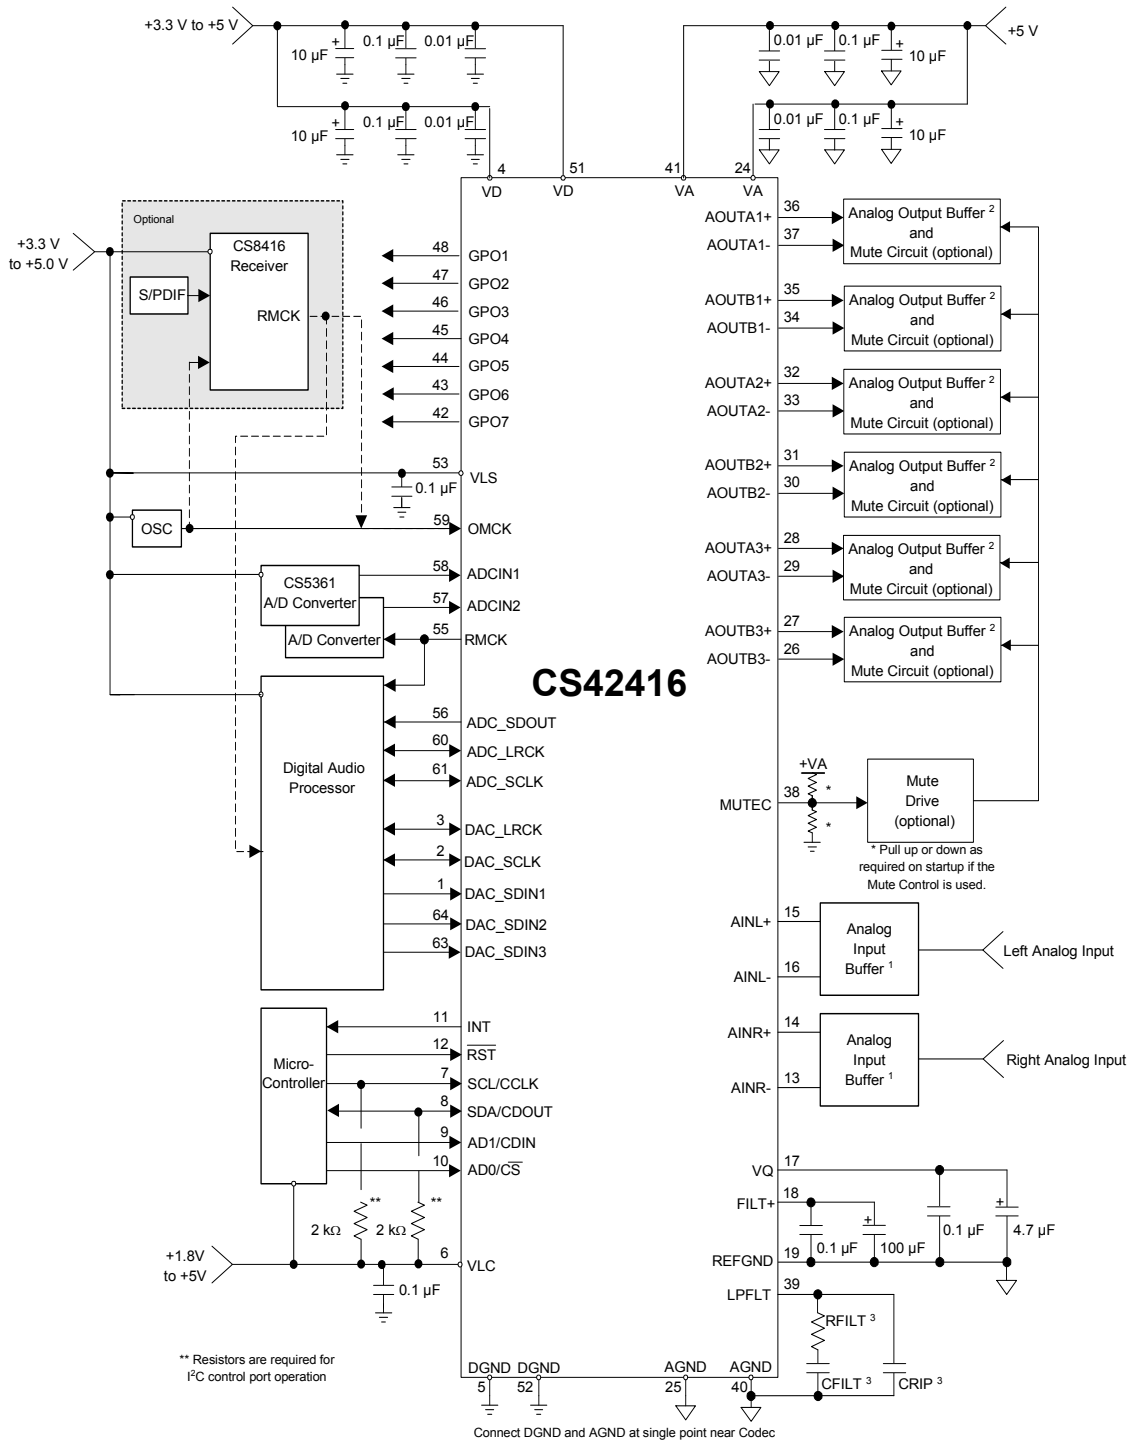 +3.3 V to +5 V
10 µF
+
0.1 µF
0.01 µF
0.01 µF
0.1 µF
+
10 µF
+5 V
10 µF
+
0.1 µF
0.01 µF
0.01 µF
0.1 µF
+
10 µF
4
51
41
24
VD
VD
VA
VA
Optional
+3.3 V
to +5.0 V
CS8416
Receiver
S/PDIF
RMCK
48
GPO1
47
GPO2
46
GPO3
45
GPO4
44
GPO5
43
GPO6
42
GPO7
53
VLS
0.1 µF
OSC
59
OMCK
58
ADCIN1
CS5361
A/D Converter
57
ADCIN2
A/D Converter
55
RMCK
CS42416
Digital Audio
Processor
56
ADC_SDOUT
60
ADC_LRCK
61
ADC_SCLK
3
DAC_LRCK
2
DAC_SCLK
1
DAC_SDIN1
64
DAC_SDIN2
63
DAC_SDIN3
Micro-
Controller
11
INT
12
RST
7
SCL/CCLK
8
SDA/CDOUT
9
AD1/CDIN
10
AD0/CS
**
**
2 kΩ
2 kΩ
+1.8V
to +5V
6
VLC
0.1 µF
** Resistors are required for
I²C control port operation
AOUTA1+
36
AOUTA1-
37
Analog Output Buffer ²
and
Mute Circuit (optional)
AOUTB1+
35
AOUTB1-
34
Analog Output Buffer ²
and
Mute Circuit (optional)
AOUTA2+
32
AOUTA2-
33
Analog Output Buffer ²
and
Mute Circuit (optional)
AOUTB2+
31
AOUTB2-
30
Analog Output Buffer ²
and
Mute Circuit (optional)
AOUTA3+
28
AOUTA3-
29
Analog Output Buffer ²
and
Mute Circuit (optional)
AOUTB3+
27
AOUTB3-
26
Analog Output Buffer ²
and
Mute Circuit (optional)
+VA
*
MUTEC
38
*
Mute
Drive
(optional)
* Pull up or down as
required on startup if the
Mute Control is used.
AINL+
15
AINL-
16
Analog
Input
Buffer ¹
Left Analog Input
AINR+
14
AINR-
13
Analog
Input
Buffer ¹
Right Analog Input
VQ
17
FILT+
18
+
+
0.1 µF
100 µF
0.1 µF
4.7 µF
REFGND
19
LPFLT
39
RFILT ³
CFILT ³
CRIP ³
DGND
DGND
AGND
AGND
5
52
25
40
Connect DGND and AGND at single point near Codec